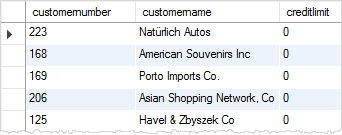 customernumber customername creditlimit
223 Natürlich Autos 0
168 American Souvenirs Inc 0
169 Porto Imports Co. 0
206 Asian Shopping Network, Co 0
125 Havel & Zbyszek Co 0